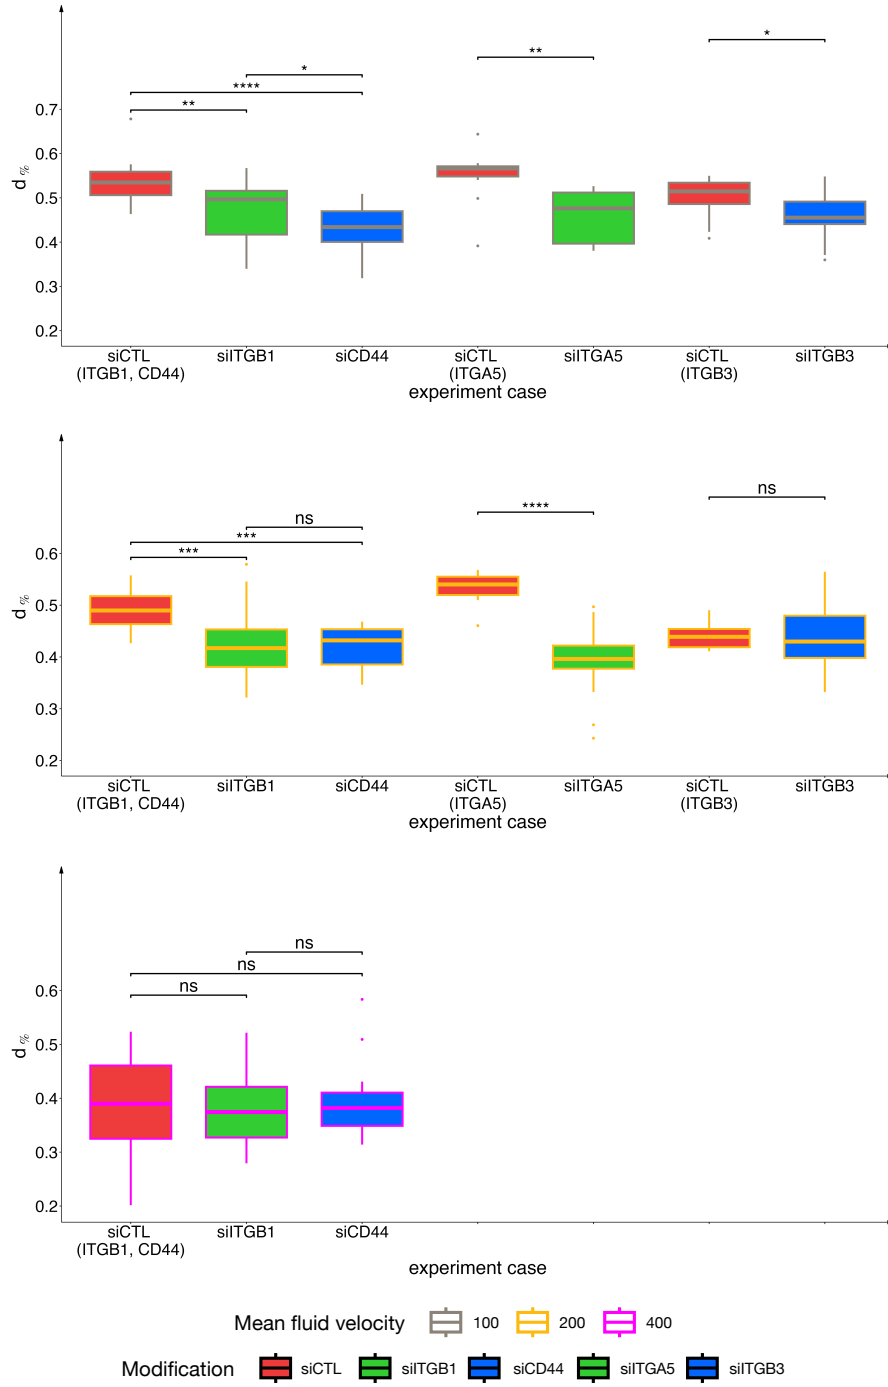 *
**
*
****
**
0.7
0.6
0.5
0.4
0.3
0.2
d %
siCTL (ITGB1, CD44) siITGB1 siCD44 siCTL (ITGA5) siITGA5 siCTL (ITGB3) siITGB3
experiment case
ns
****
ns
***
***
0.6
0.5
0.4
0.3
0.2
d %
siCTL (ITGB1, CD44) siITGB1 siCD44 siCTL (ITGA5) siITGA5 siCTL (ITGB3) siITGB3
experiment case
ns
ns
ns
0.6
0.5
0.4
0.3
0.2
d %
siCTL (ITGB1, CD44) siITGB1 siCD44
experiment case
Mean fluid velocity 100 200 400
Modification siCTL siITGB1 siCD44 siITGA5 siITGB3